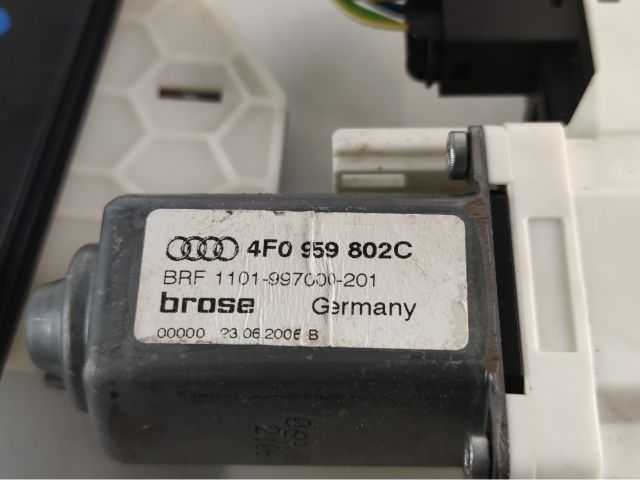 4F0 959 802C
BRF 1101-997000-201
brose Germany
00000 23.06.2006 B